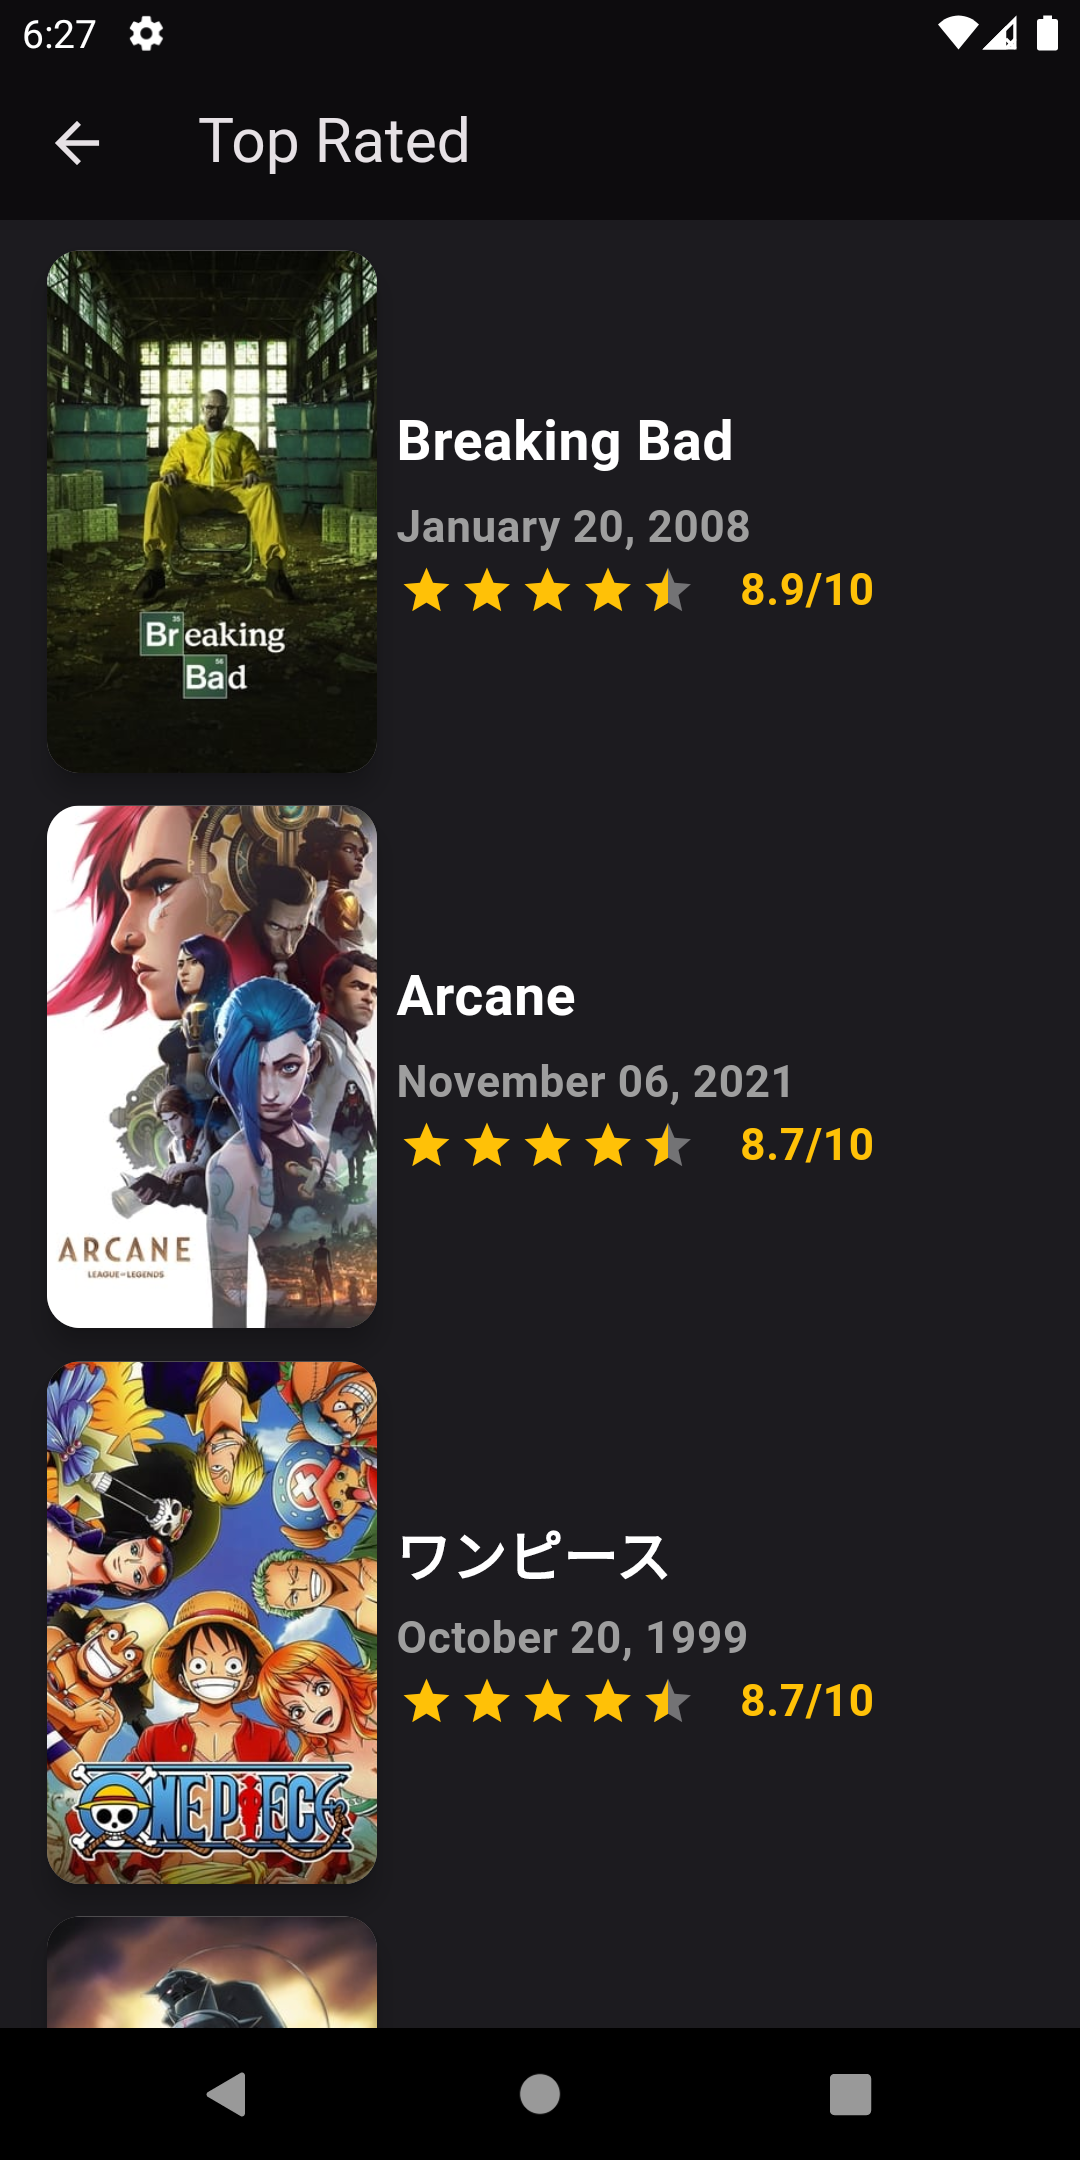 6:27
Top Rated
35
Breaking
56
Bad
Breaking Bad
January 20, 2008
8.9/10
ARCANE
LEAGUE OF LEGENDS
Arcane
November 06, 2021
8.7/10
ONE PIECE
ワンピース
October 20, 1999
8.7/10